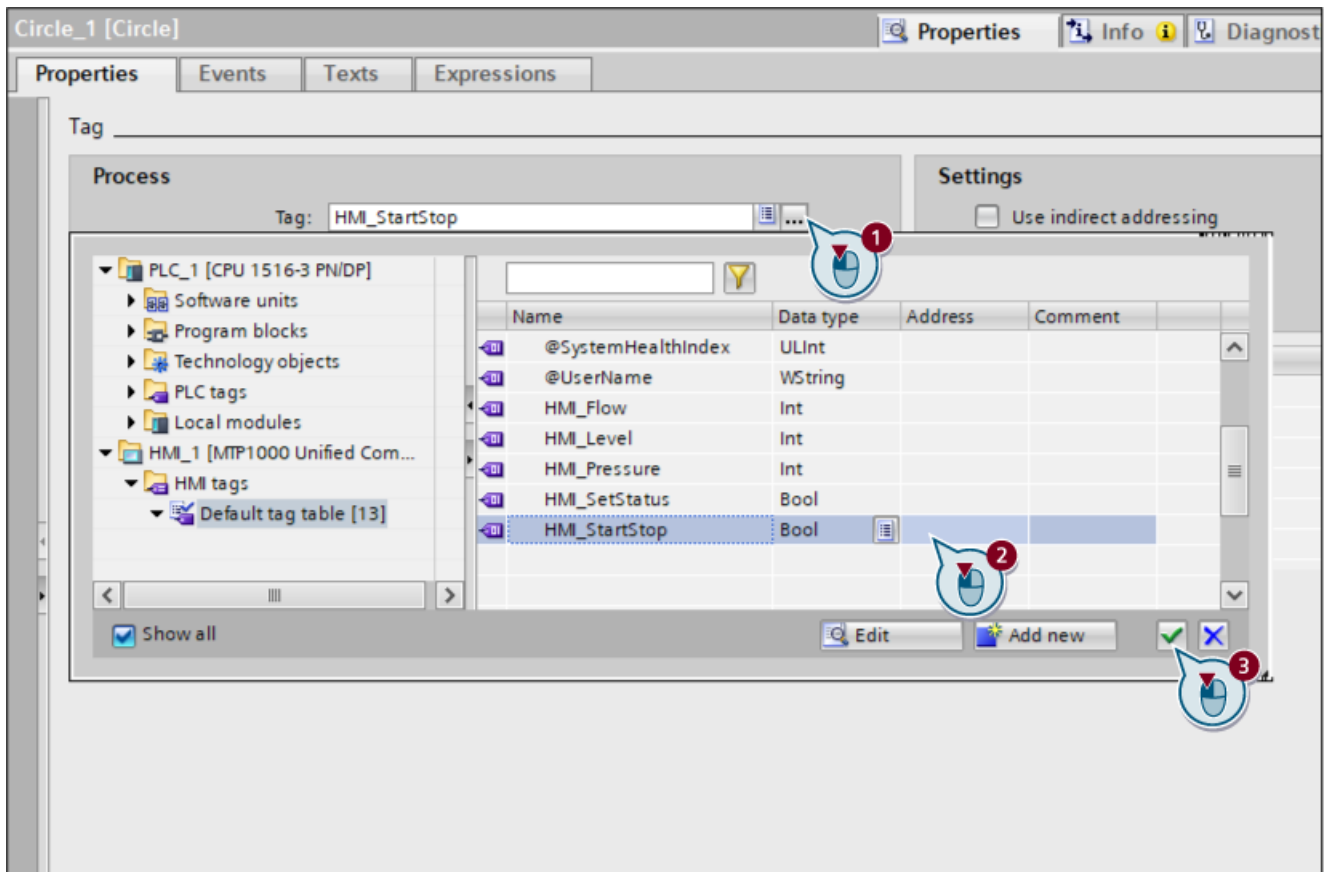 Circle_1 [Circle]
Properties Info Diagnost
Properties Events Texts Expressions
Tag
Process
Settings
Tag: HMI_StartStop ...
Use indirect addressing
1
PLC_1 [CPU 1516-3 PN/DP]
Software units
Program blocks
Technology objects
PLC tags
Local modules
HMI_1 [MTP1000 Unified Com...
HMI tags
Default tag table [13]
Name Data type Address Comment
@SystemHealthIndex ULInt
@UserName WString
HMI_Flow Int
HMI_Level Int
HMI_Pressure Int
HMI_SetStatus Bool
HMI_StartStop Bool
2
Show all
Edit Add new
3